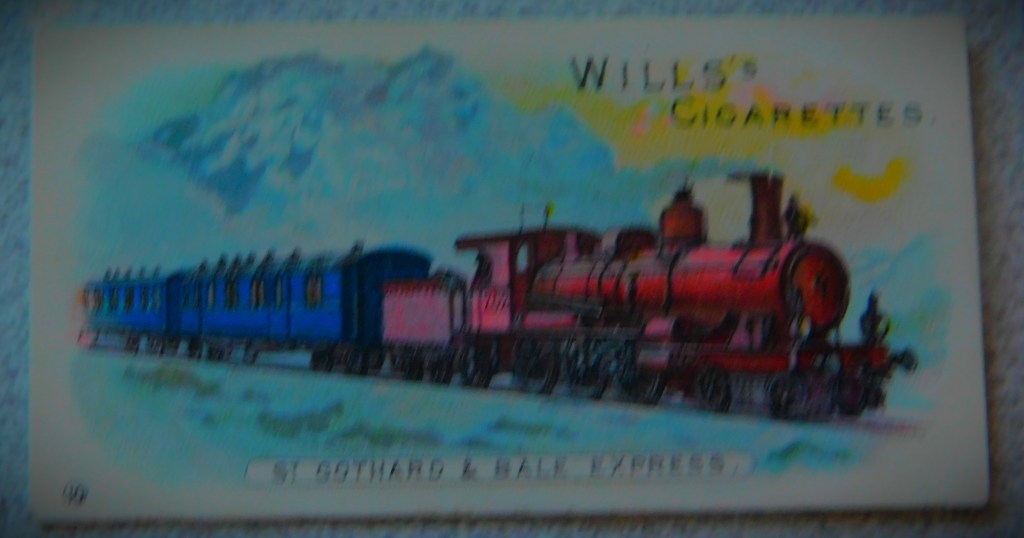 WILLS'S
CIGARETTES.
ST GOTHARD & BALE EXPRESS.